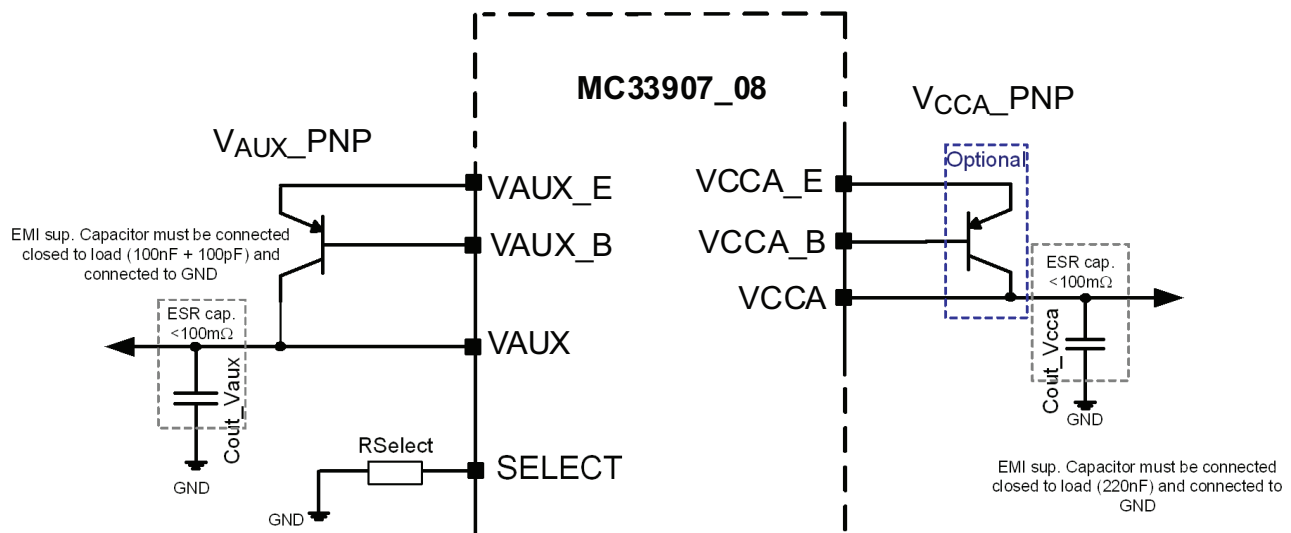 MC33907_08
VAUX_PNP
VCCA_PNP
Optional
VAUX_E
VCCA_E
EMI sup. Capacitor must be connected
closed to load (100nF + 100pF) and
connected to GND
VAUX_B
VCCA_B
ESR cap.
<100mΩ
VCCA
ESR cap.
<100mΩ
VAUX
Cout_Vaux
Cout_Vcca
GND
RSelect
SELECT
GND
GND
EMI sup. Capacitor must be connected
closed to load (220nF) and connected to
GND